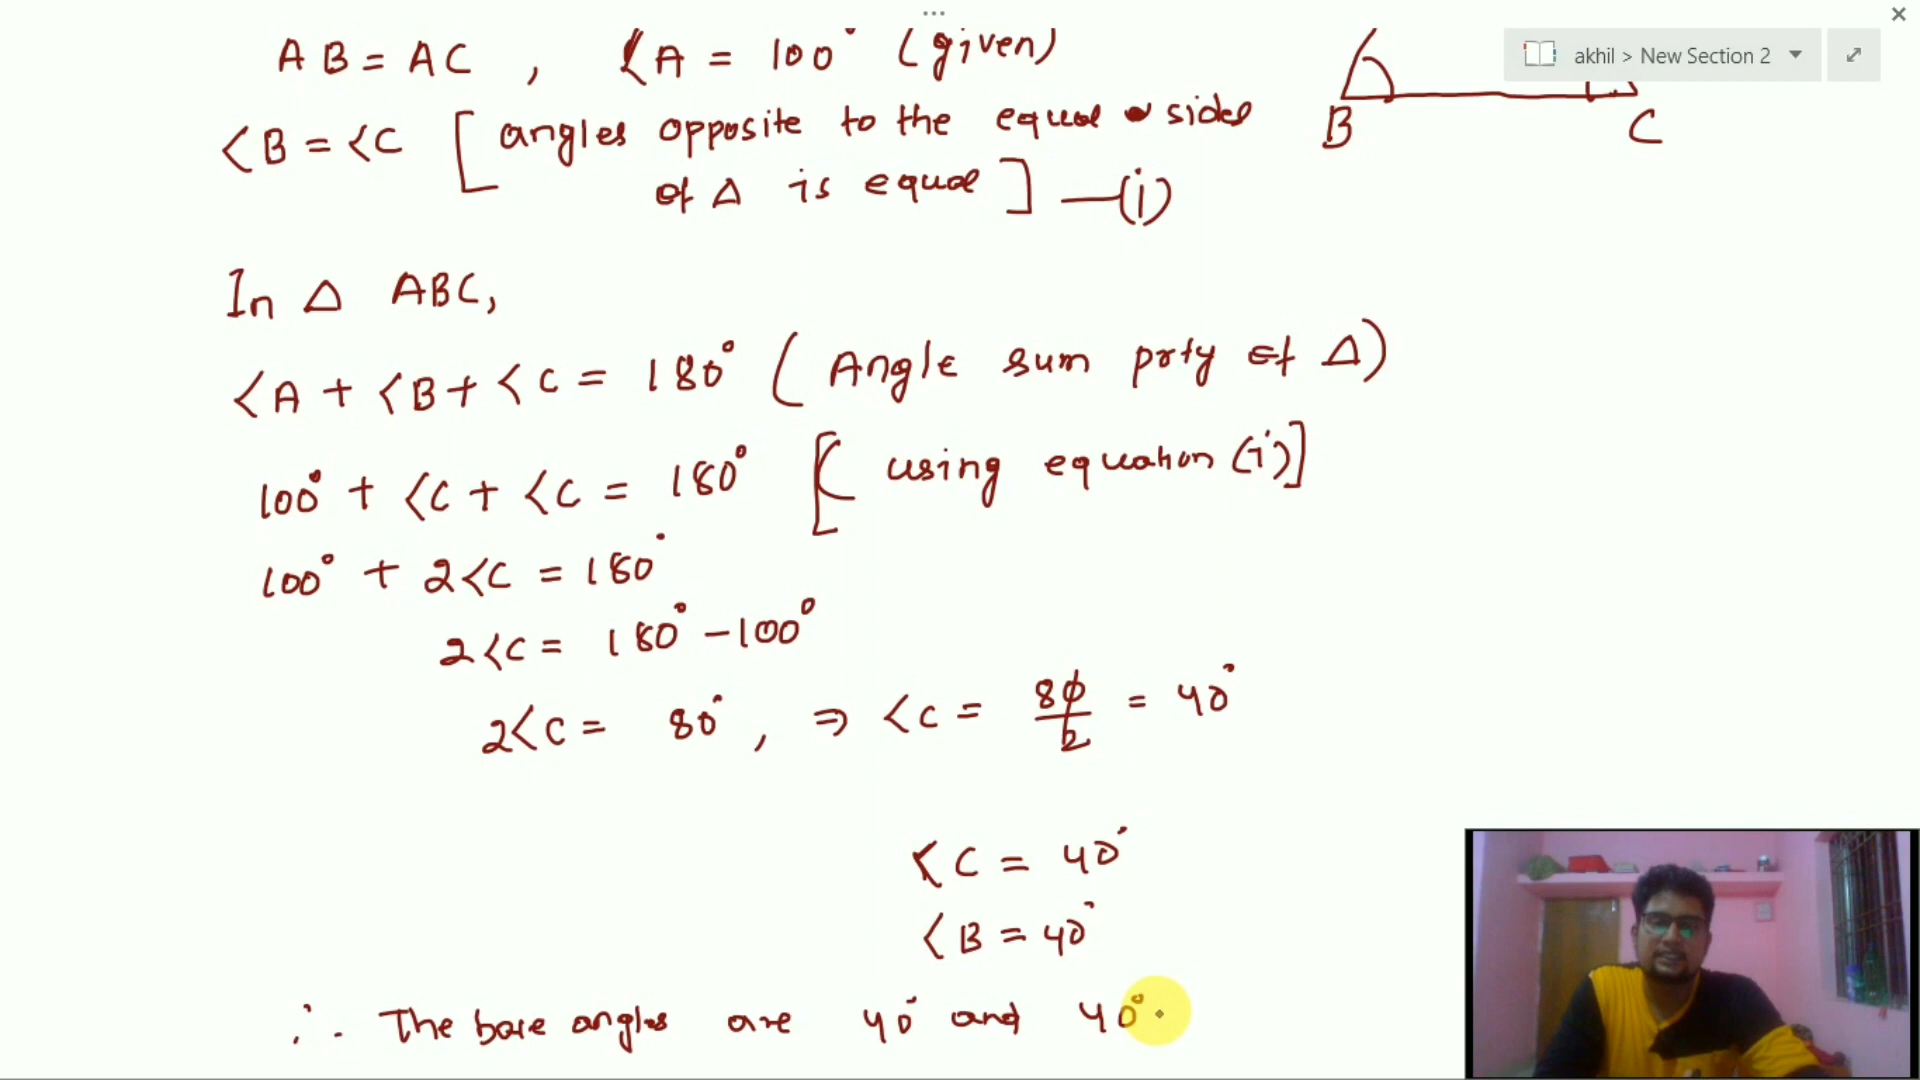 AB = AC , <A = 100° (given)
akhil > New Section 2
<B = <C [angles opposite to the equal sides
of Δ is equal] —(i)
B C
In Δ ABC,
<A + <B + <C = 180° (Angle sum prty of Δ)
100° + <C + <C = 180° [( using equation (i)]
100° + 2<C = 180°
2<C = 180° - 100°
2<C = 80° , ⇒ <C = 80/2 = 40°
<C = 40°
<B = 40°
∴ The base angles are 40° and 40°.